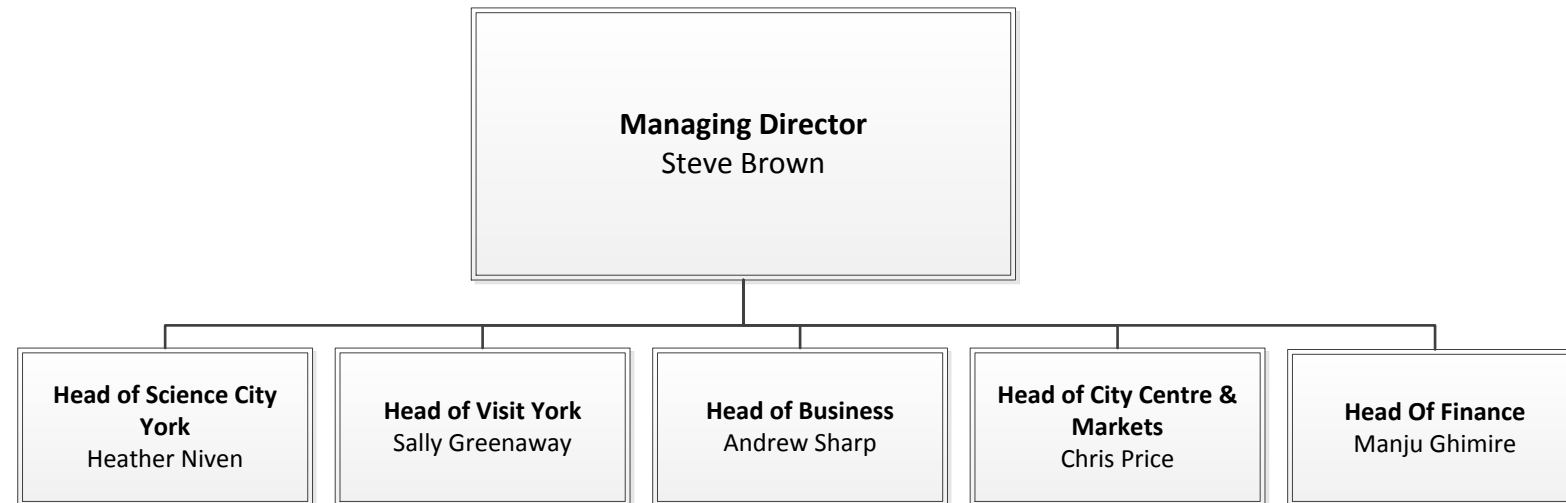 Managing Director
Steve Brown
Head of Science City
York
Heather Niven
Head of Visit York
Sally Greenaway
Head of Business
Andrew Sharp
Head of City Centre &
Markets
Chris Price
Head Of Finance
Manju Ghimire